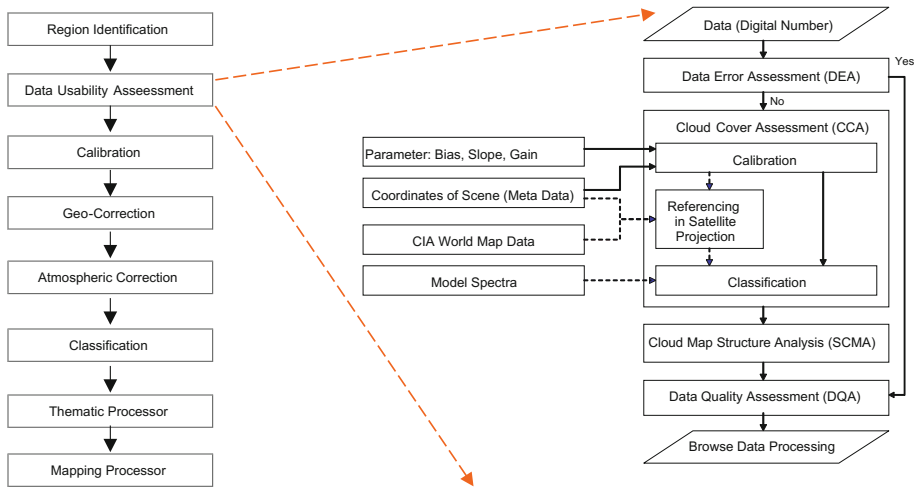 Region Identification
Data Usability Asseessment
Calibration
Geo-Correction
Atmospheric Correction
Classification
Thematic Processor
Mapping Processor
Parameter: Bias, Slope, Gain
Coordinates of Scene (Meta Data)
CIA World Map Data
Model Spectra
Data (Digital Number)
Yes
Data Error Assessment (DEA)
No
Cloud Cover Assessment (CCA)
Calibration
Referencing
in Satellite
Projection
Classification
Cloud Map Structure Analysis (SCMA)
Data Quality Assessment (DQA)
Browse Data Processing